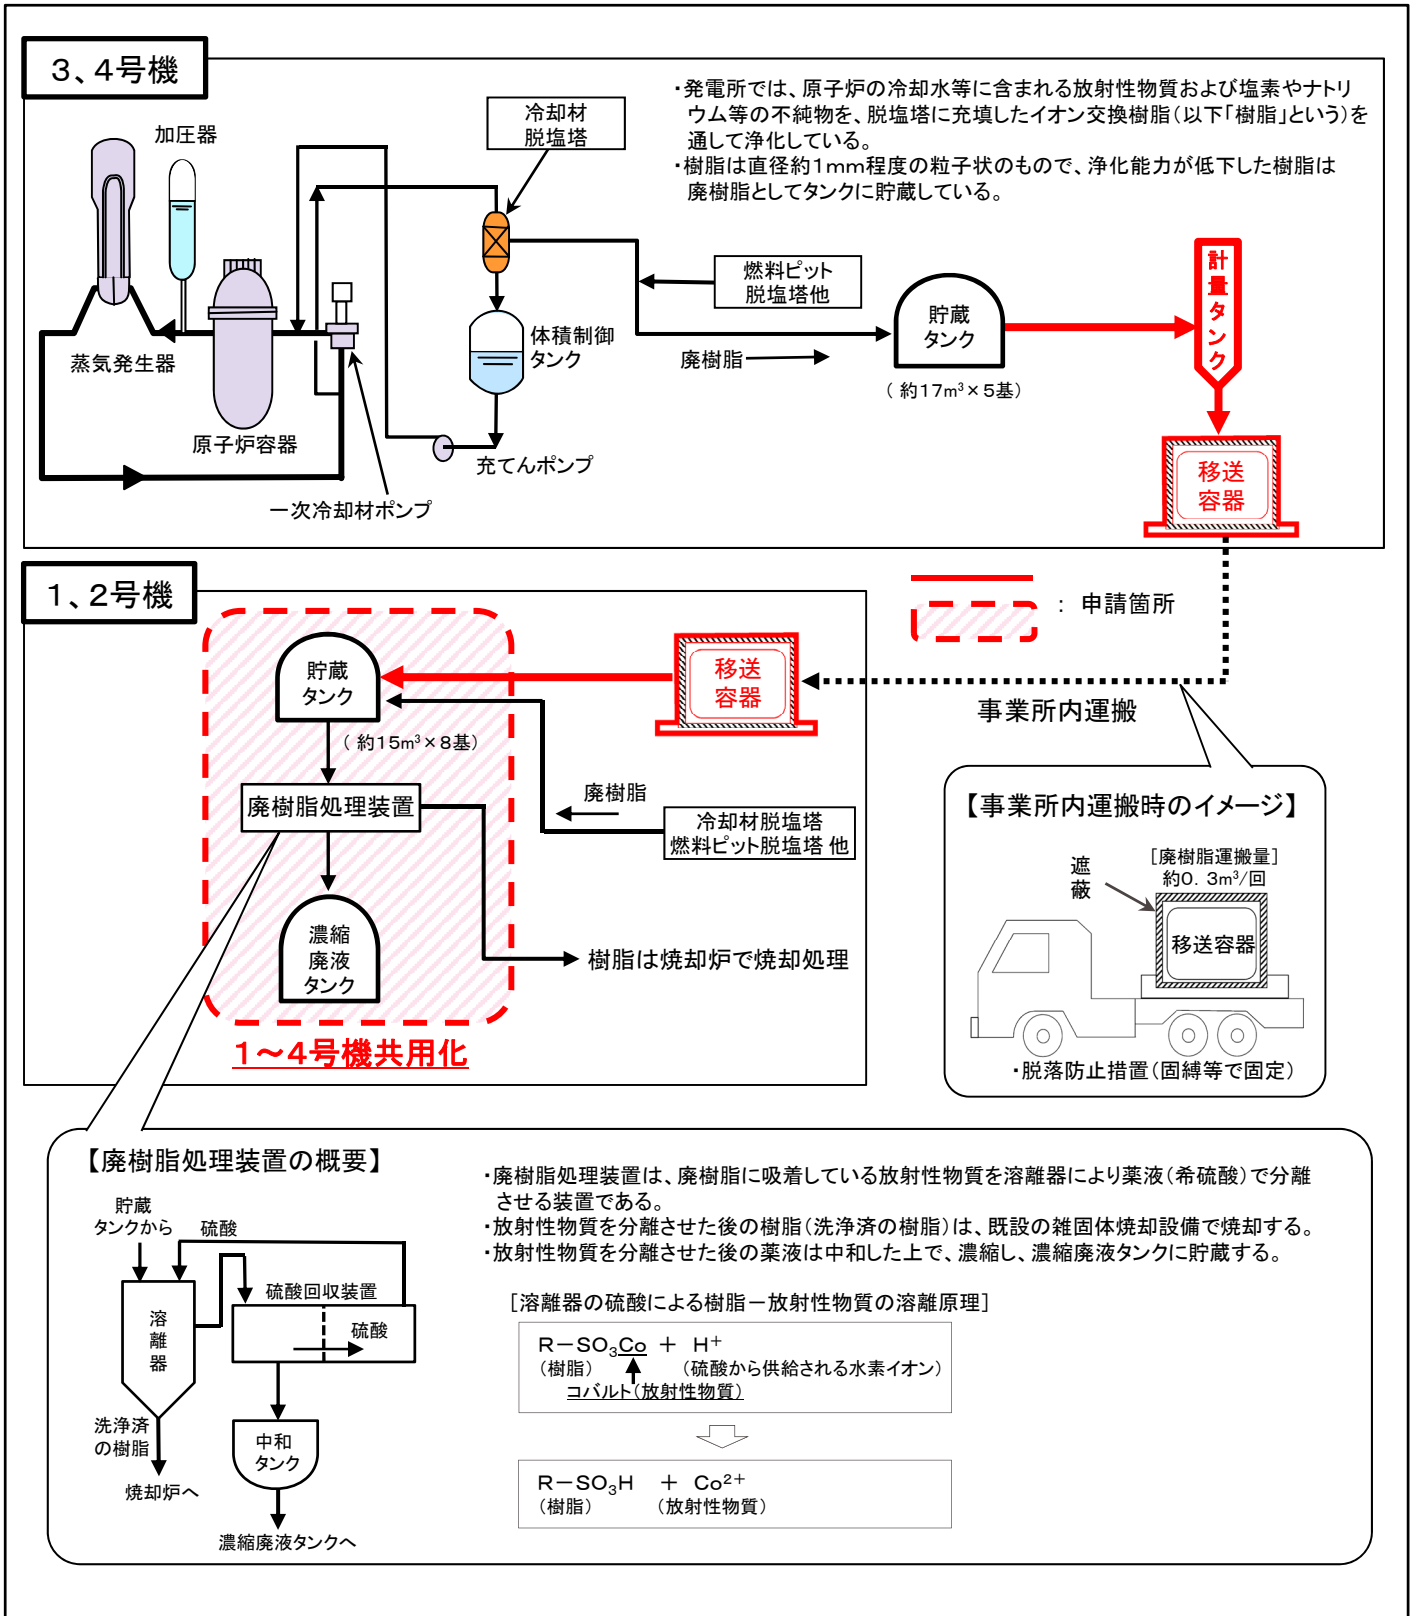 3、4号機
・発電所では、原子炉の冷却水等に含まれる放射性物質および塩素やナトリ
ウム等の不純物を、脱塩塔に充填したイオン交換樹脂(以下「樹脂」という)を
通して浄化している。
・樹脂は直径約1mm程度の粒子状のもので、浄化能力が低下した樹脂は
廃樹脂としてタンクに貯蔵している。
加圧器
冷却材
脱塩塔
燃料ピット
脱塩塔他
計量タンク
貯蔵
タンク
体積制御
タンク
廃樹脂
蒸気発生器
(約17m³×5基)
原子炉容器
充てんポンプ
移送
容器
一次冷却材ポンプ
1、2号機
: 申請箇所
貯蔵
タンク
移送
容器
事業所内運搬
(約15m³×8基)
廃樹脂処理装置
廃樹脂
冷却材脱塩塔
燃料ピット脱塩塔 他
濃縮
廃液
タンク
樹脂は焼却炉で焼却処理
1~4号機共用化
【事業所内運搬時のイメージ】
遮
蔽
[廃樹脂運搬量]
約0.3m³/回
移送容器
・脱落防止措置(固縛等で固定)
【廃樹脂処理装置の概要】
・廃樹脂処理装置は、廃樹脂に吸着している放射性物質を溶離器により薬液(希硫酸)で分離
させる装置である。
・放射性物質を分離させた後の樹脂(洗浄済の樹脂)は、既設の雑固体焼却設備で焼却する。
・放射性物質を分離させた後の薬液は中和した上で、濃縮し、濃縮廃液タンクに貯蔵する。
貯蔵
タンクから
硫酸
硫酸回収装置
溶
離
器
硫酸
洗浄済
の樹脂
中和
タンク
焼却炉へ
濃縮廃液タンクへ
[溶離器の硫酸による樹脂-放射性物質の溶離原理]
R-SO₃Co + H⁺
(樹脂) (硫酸から供給される水素イオン)
コバルト(放射性物質)
R-SO₃H + Co²⁺
(樹脂) (放射性物質)